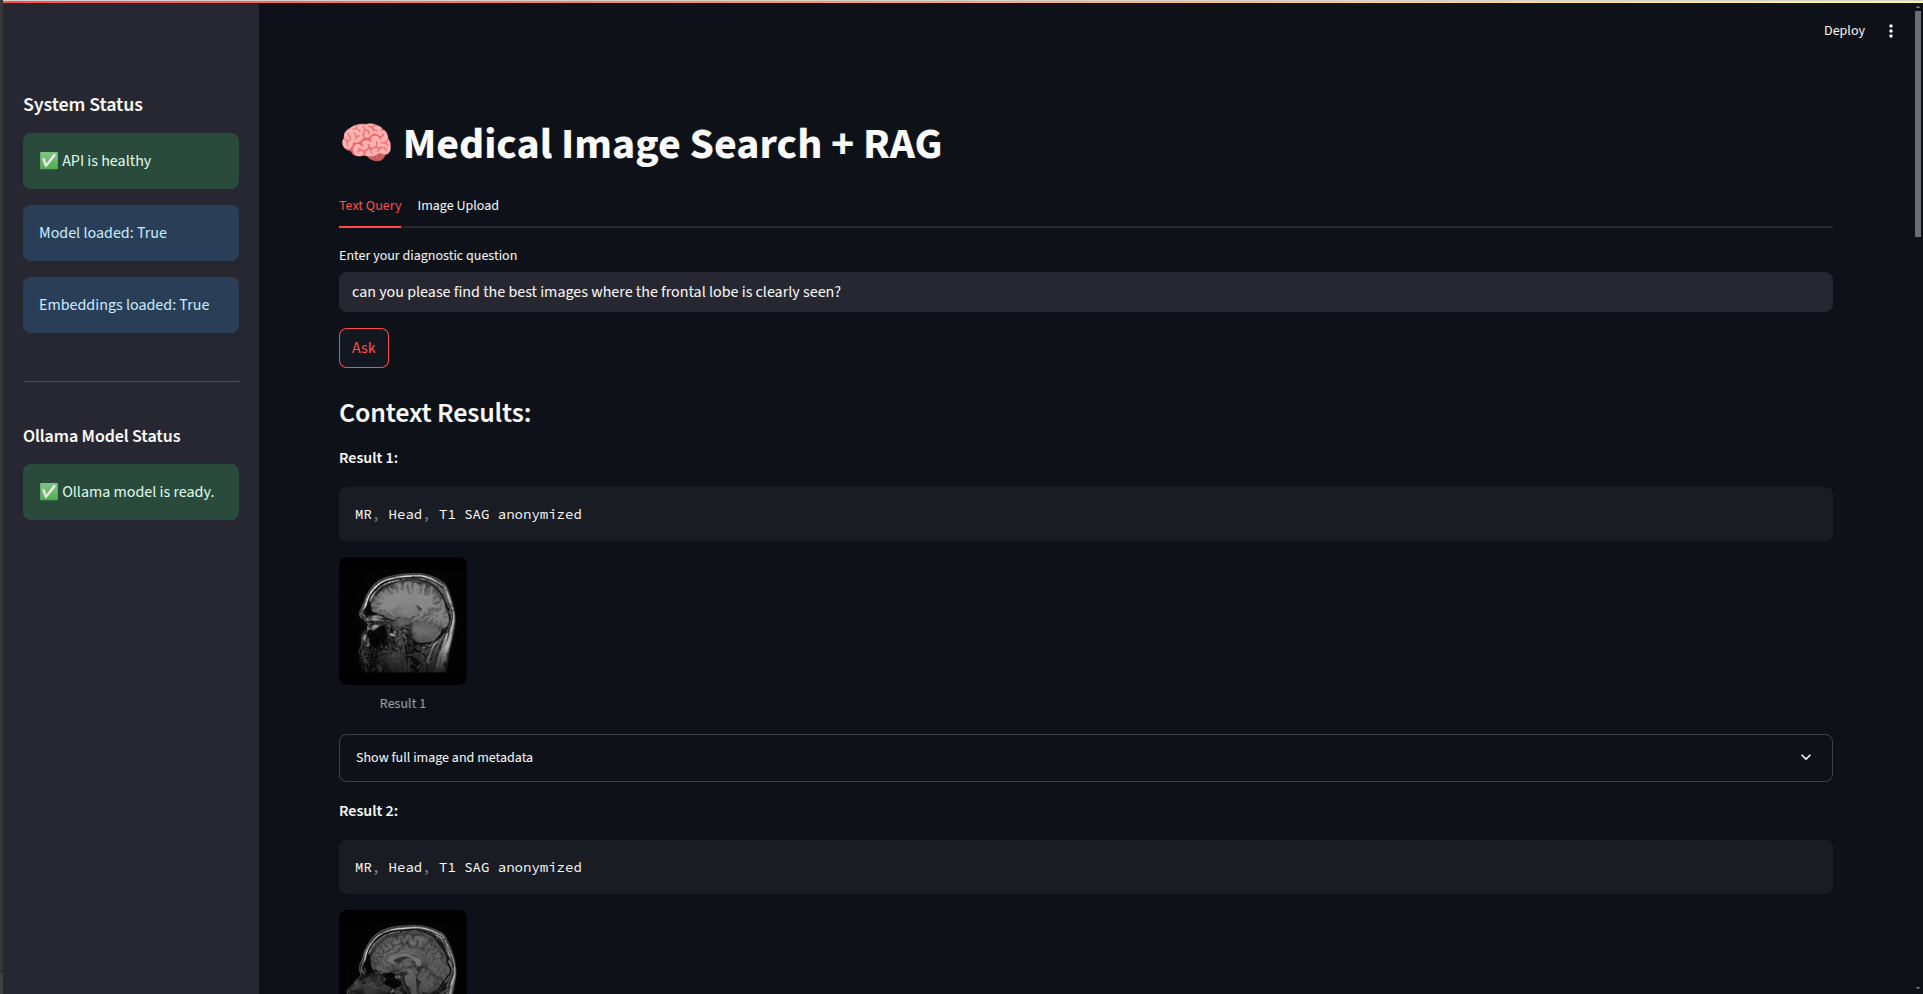 Deploy
System Status
✅ API is healthy
Model loaded: True
Embeddings loaded: True
Ollama Model Status
✅ Ollama model is ready.
🧠 Medical Image Search + RAG
Text Query Image Upload
Enter your diagnostic question
can you please find the best images where the frontal lobe is clearly seen?
Ask
Context Results:
Result 1:
MR, Head, T1 SAG anonymized
Result 1
Show full image and metadata
Result 2:
MR, Head, T1 SAG anonymized